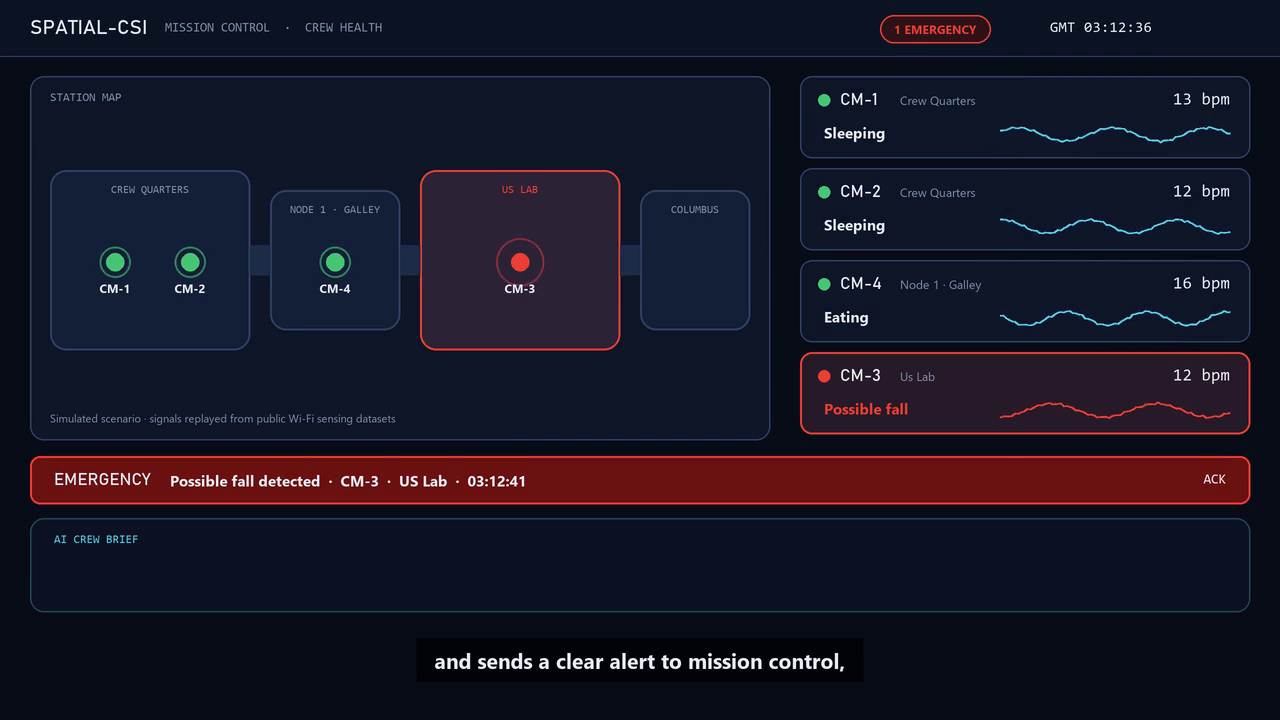 SPATIAL-CSI MISSION CONTROL · CREW HEALTH
1 EMERGENCY
GMT 03:12:36
STATION MAP
CREW QUARTERS
CM-1 CM-2
NODE 1 · GALLEY
CM-4
US LAB
CM-3
COLUMBUS
Simulated scenario · signals replayed from public Wi-Fi sensing datasets
CM-1 Crew Quarters 13 bpm
Sleeping
CM-2 Crew Quarters 12 bpm
Sleeping
CM-4 Node 1 · Galley 16 bpm
Eating
CM-3 Us Lab 12 bpm
Possible fall
EMERGENCY Possible fall detected · CM-3 · US Lab · 03:12:41 ACK
AI CREW BRIEF
and sends a clear alert to mission control,